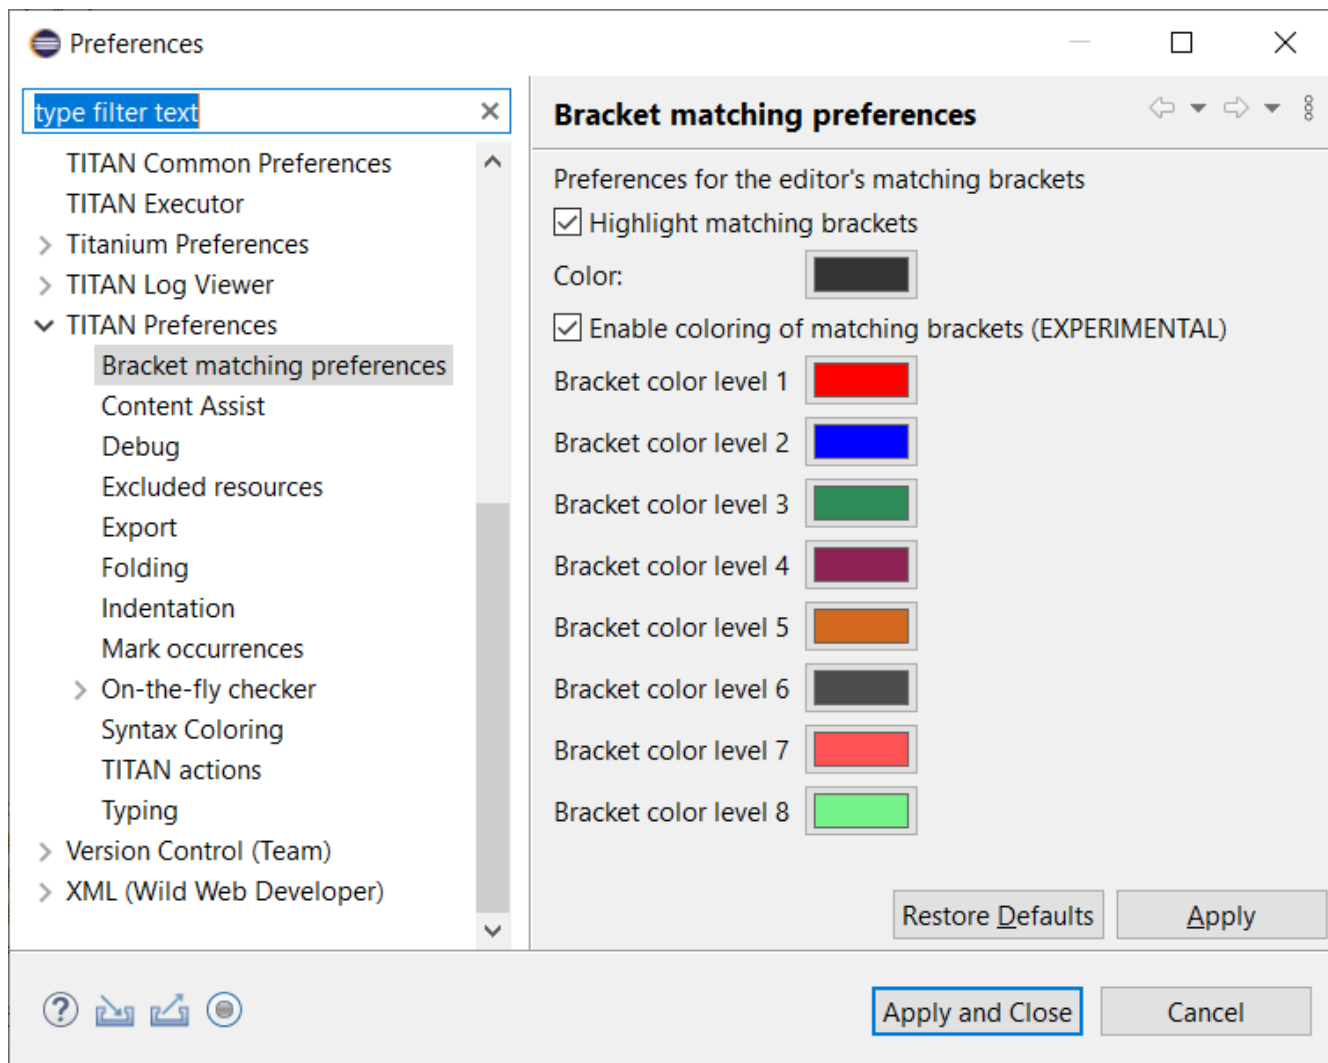 Preferences
type filter text
TITAN Common Preferences
TITAN Executor
Titanium Preferences
TITAN Log Viewer
TITAN Preferences
Bracket matching preferences
Content Assist
Debug
Excluded resources
Export
Folding
Indentation
Mark occurrences
On-the-fly checker
Syntax Coloring
TITAN actions
Typing
Version Control (Team)
XML (Wild Web Developer)
Bracket matching preferences
Preferences for the editor's matching brackets
Highlight matching brackets
Color:
Enable coloring of matching brackets (EXPERIMENTAL)
Bracket color level 1
Bracket color level 2
Bracket color level 3
Bracket color level 4
Bracket color level 5
Bracket color level 6
Bracket color level 7
Bracket color level 8
Restore Defaults
Apply
Apply and Close
Cancel